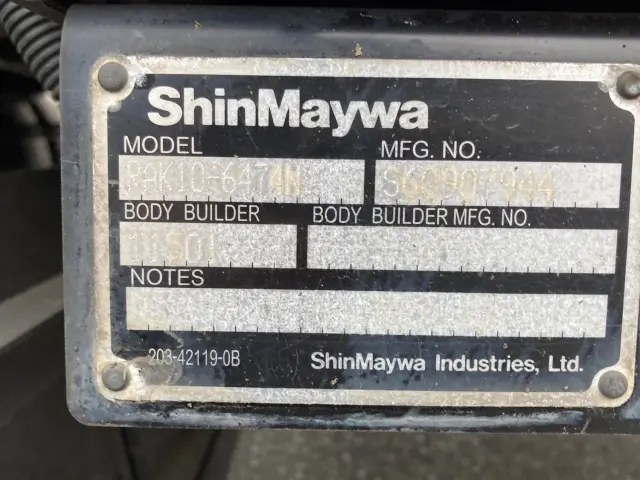 ShinMaywa
MODEL MFG. NO.
BODY BUILDER BODY BUILDER MFG. NO.
NOTES
203-42119-0B ShinMaywa Industries, Ltd.